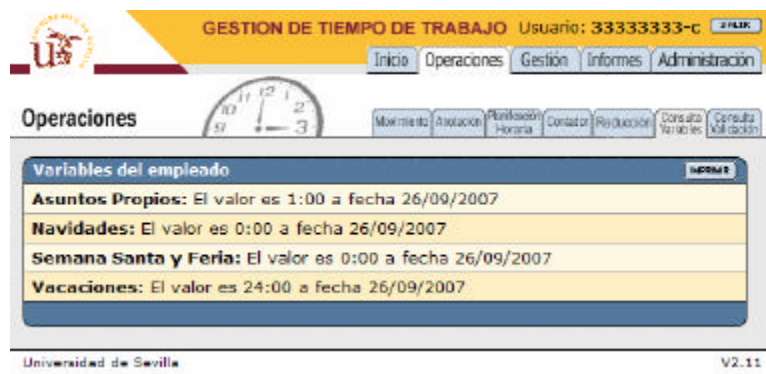 GESTION DE TIEMPO DE TRABAJO Usuario: 33333333-c SALIR
Inicio Operaciones Gestión Informes Administración
Operaciones
Movimiento Anotación Planificación Horaria Contador Reducción Consulta Variables Consulta Validación
Variables del empleado IMPRIMIR
Asuntos Propios: El valor es 1:00 a fecha 26/09/2007
Navidades: El valor es 0:00 a fecha 26/09/2007
Semana Santa y Feria: El valor es 0:00 a fecha 26/09/2007
Vacaciones: El valor es 24:00 a fecha 26/09/2007
Universidad de Sevilla V2.11